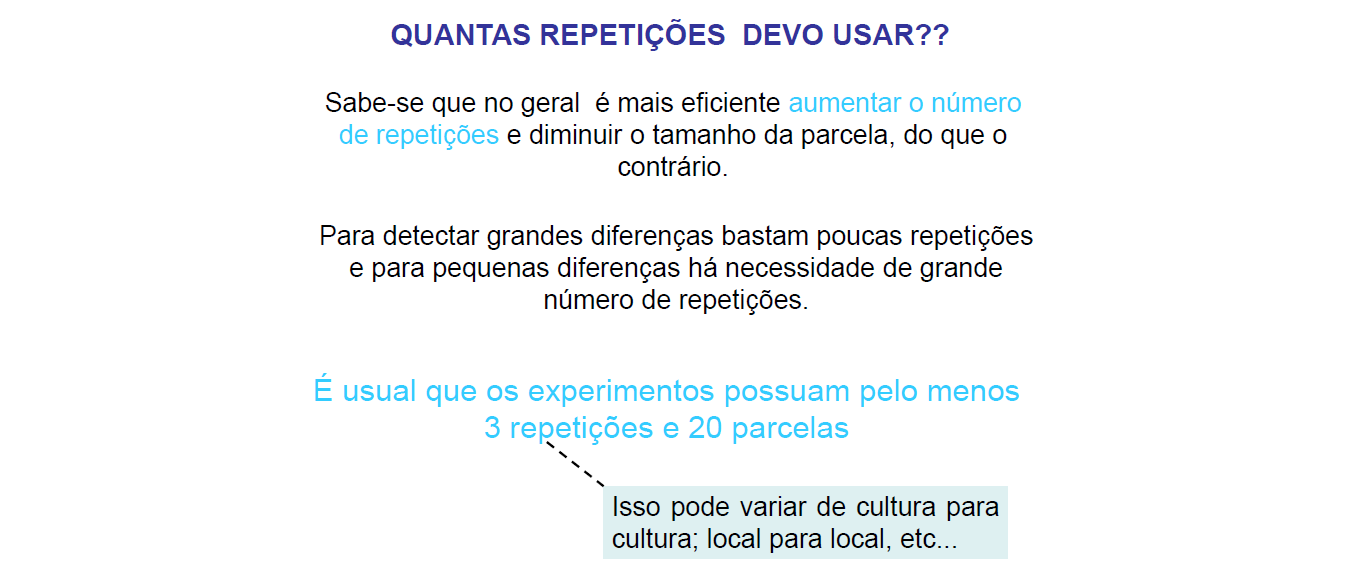 QUANTAS REPETIÇÕES DEVO USAR??
Sabe-se que no geral é mais eficiente aumentar o número
de repetições e diminuir o tamanho da parcela, do que o
contrário.
Para detectar grandes diferenças bastam poucas repetições
e para pequenas diferenças há necessidade de grande
número de repetições.
É usual que os experimentos possuam pelo menos
3 repetições e 20 parcelas
Isso pode variar de cultura para
cultura; local para local, etc...